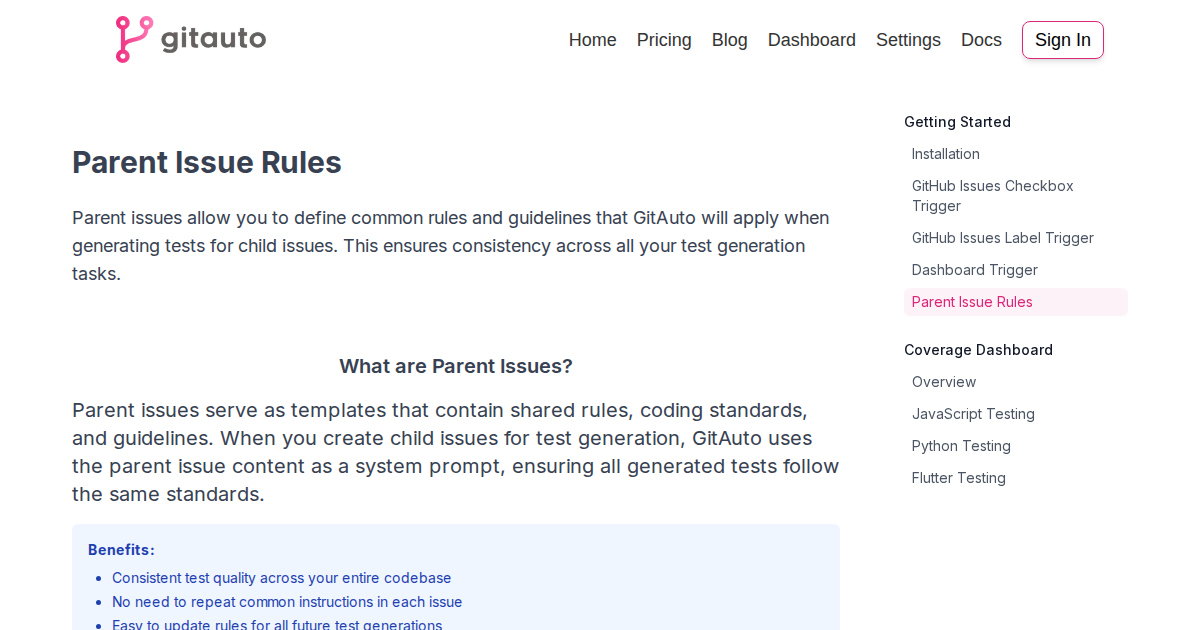 gitauto
Home Pricing Blog Dashboard Settings Docs Sign In
Parent Issue Rules
Parent issues allow you to define common rules and guidelines that GitAuto will apply when
generating tests for child issues. This ensures consistency across all your test generation
tasks.
What are Parent Issues?
Parent issues serve as templates that contain shared rules, coding standards,
and guidelines. When you create child issues for test generation, GitAuto uses
the parent issue content as a system prompt, ensuring all generated tests follow
the same standards.
Benefits:
Consistent test quality across your entire codebase
No need to repeat common instructions in each issue
Easy to update rules for all future test generations
Getting Started
Installation
GitHub Issues Checkbox
Trigger
GitHub Issues Label Trigger
Dashboard Trigger
Parent Issue Rules
Coverage Dashboard
Overview
JavaScript Testing
Python Testing
Flutter Testing